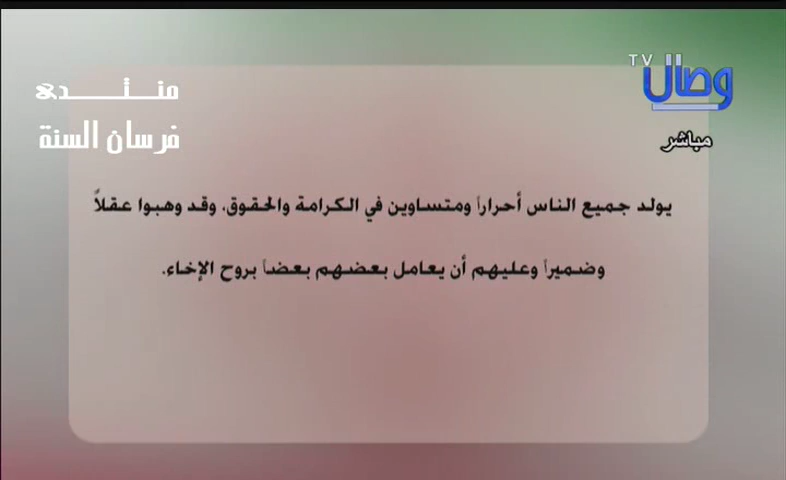 TV
وصال
مباشر
منتدى
فرسان السنة
يولد جميع الناس أحراراً ومتساوين في الكرامة والحقوق، وقد وهبوا عقلاً
وضميراً وعليهم أن يعامل بعضهم بعضاً بروح الإخاء.